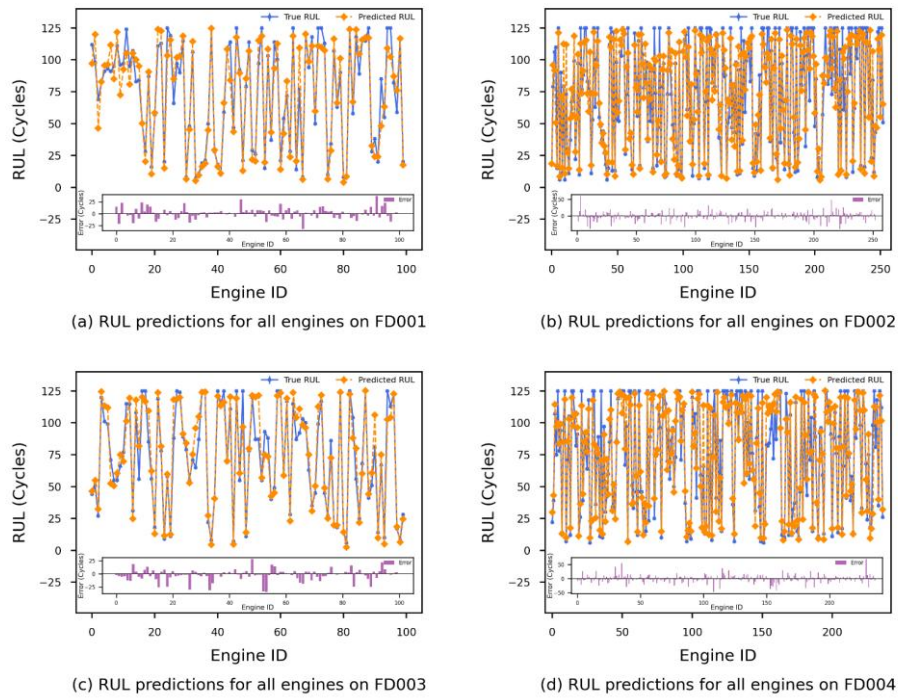 True RUL Predicted RUL
125
100
75
50
25
0
−25
RUL (Cycles)
Error (Cycles)
25
0
−25
Error
0 20 40 60 80 100
Engine ID
0 20 40 60 80 100
Engine ID
(a) RUL predictions for all engines on FD001
True RUL Predicted RUL
125
100
75
50
25
0
−25
RUL (Cycles)
Error (Cycles)
50
0
Error
0 50 100 150 200 250
Engine ID
0 50 100 150 200 250
Engine ID
(b) RUL predictions for all engines on FD002
True RUL Predicted RUL
125
100
75
50
25
0
−25
RUL (Cycles)
Error (Cycles)
25
0
−25
Error
0 20 40 60 80 100
Engine ID
0 20 40 60 80 100
Engine ID
(c) RUL predictions for all engines on FD003
True RUL Predicted RUL
125
100
75
50
25
0
−25
RUL (Cycles)
Error (Cycles)
50
0
−50
Error
0 50 100 150 200
Engine ID
0 50 100 150 200
Engine ID
(d) RUL predictions for all engines on FD004